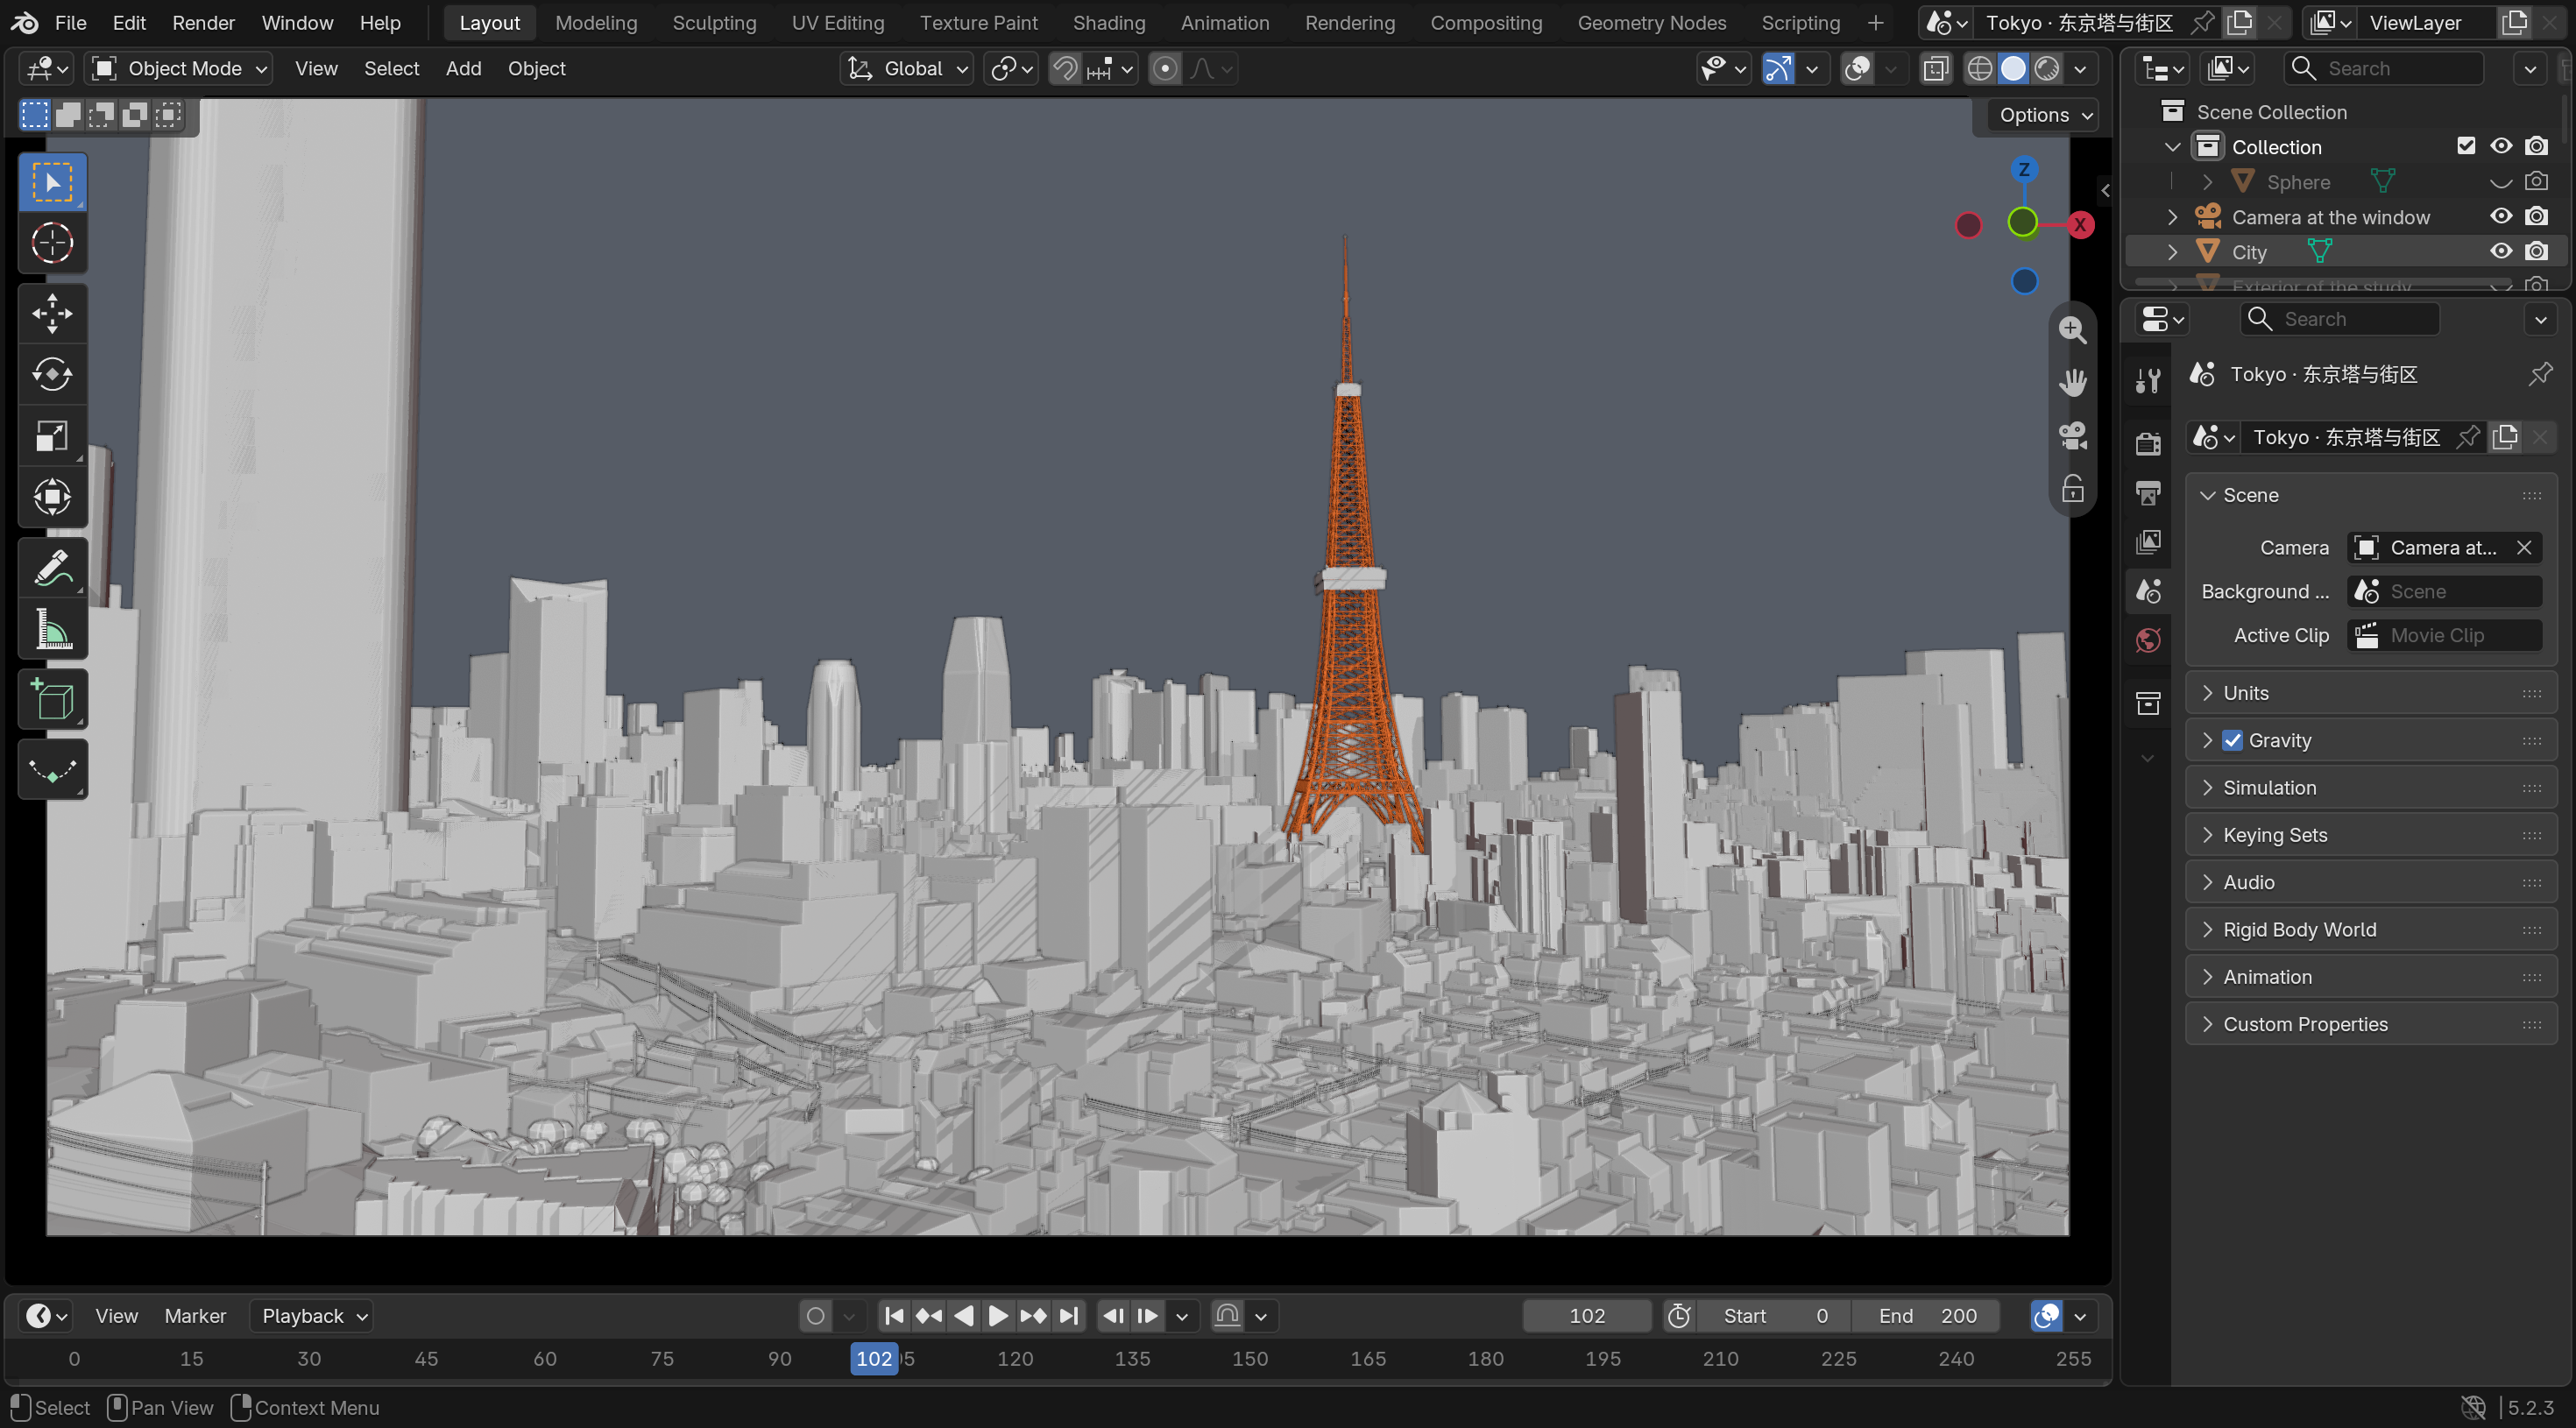 File Edit Render Window Help Layout Modeling Sculpting UV Editing Texture Paint Shading Animation Rendering Compositing Geometry Nodes Scripting + Tokyo · 东京塔与街区 ViewLayer
Object Mode View Select Add Object Global Search
Options
Z
X
Scene Collection
Collection
Sphere
Camera at the window
City
Exterior of the study
Search
Tokyo · 东京塔与街区
Tokyo · 东京塔与街区
Scene
Camera Camera at...
Background ... Scene
Active Clip Movie Clip
Units
Gravity
Simulation
Keying Sets
Audio
Rigid Body World
Animation
Custom Properties
View Marker Playback 102 Start 0 End 200
0 15 30 45 60 75 90 102 5 120 135 150 165 180 195 210 225 240 255
Select Pan View Context Menu 5.2.3